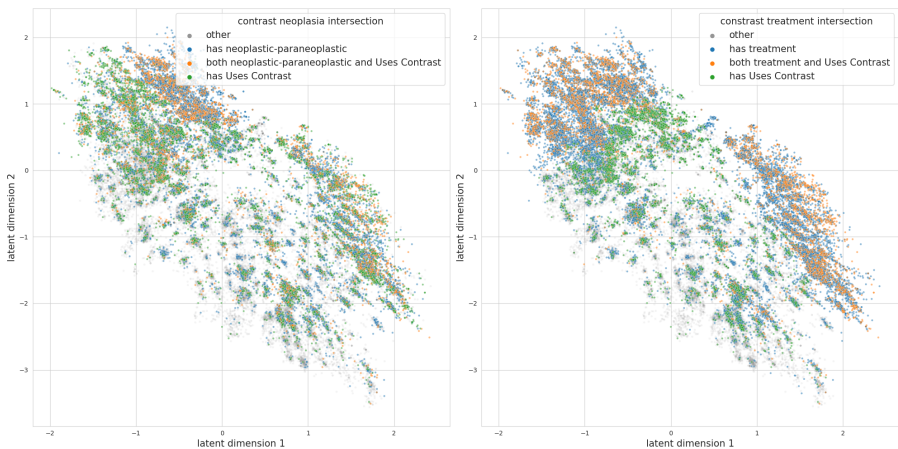 contrast neoplasia intersection
other
has neoplastic-paraneoplastic
both neoplastic-paraneoplastic and Uses Contrast
has Uses Contrast
2
1
0
−1
−2
−3
latent dimension 2
−2
−1
0
1
2
latent dimension 1
constrast treatment intersection
other
has treatment
both treatment and Uses Contrast
has Uses Contrast
2
1
0
−1
−2
−3
latent dimension 2
−2
−1
0
1
2
latent dimension 1